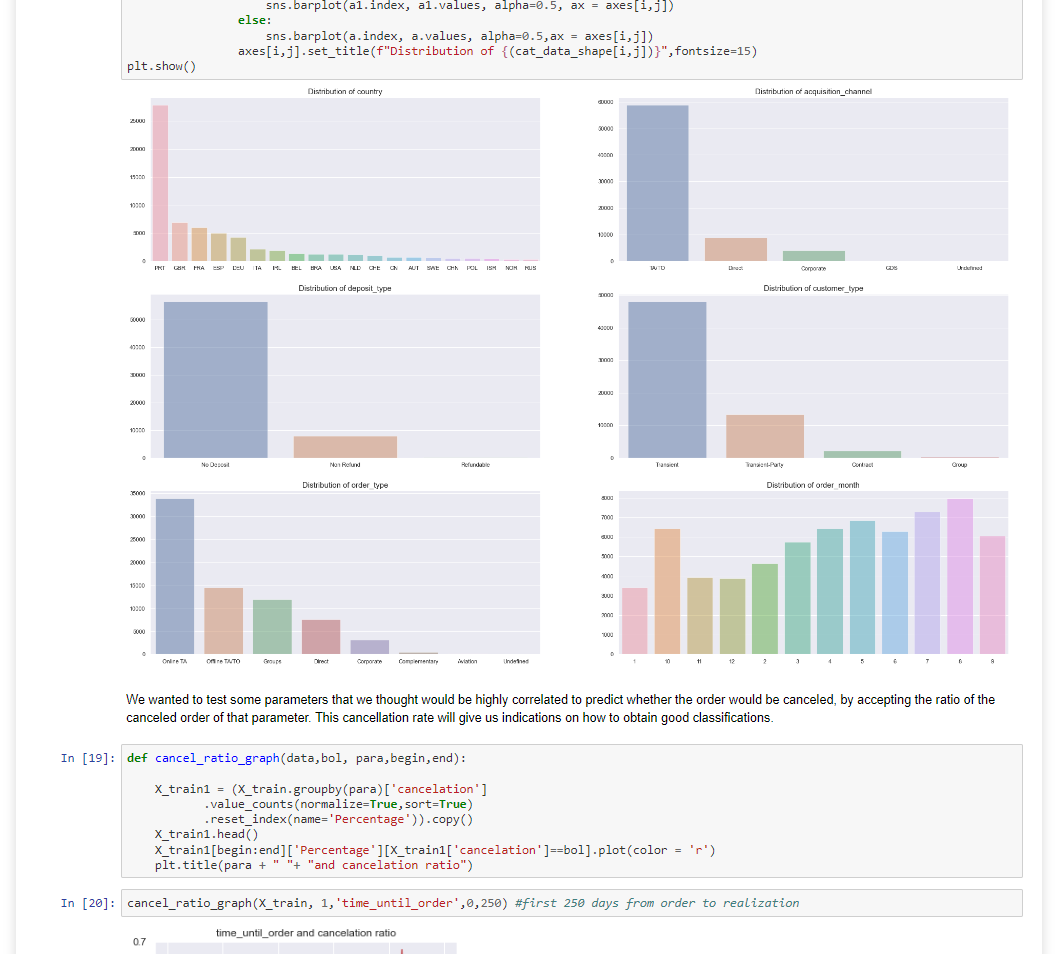 sns.barplot(a1.index, a1.values, alpha=0.5, ax = axes[i,j])
else:
sns.barplot(a.index, a.values, alpha=0.5,ax = axes[i,j])
axes[i,j].set_title(f"Distribution of {(cat_data_shape[i,j])}",fontsize=15)
plt.show()
Distribution of country
25000
20000
15000
10000
5000
0
PRT GBR FRA ESP DEU ITA IRL BEL BRA USA NLD CHE CN AUT SWE CHN POL ISR NOR RUS
Distribution of acquisition_channel
60000
50000
40000
30000
20000
10000
0
TA/TO Direct Corporate GDS Undefined
Distribution of deposit_type
50000
40000
30000
20000
10000
0
No Deposit Non Refund Refundable
Distribution of customer_type
50000
40000
30000
20000
10000
0
Transient Transient-Party Contract Group
Distribution of order_type
35000
30000
25000
20000
15000
10000
5000
0
Online TA Offline TA/TO Groups Direct Corporate Complementary Aviation Undefined
Distribution of order_month
8000
7000
6000
5000
4000
3000
2000
1000
0
1 10 11 12 2 3 4 5 6 7 8 9
We wanted to test some parameters that we thought would be highly correlated to predict whether the order would be canceled, by accepting the ratio of the
canceled order of that parameter. This cancellation rate will give us indications on how to obtain good classifications.
In [19]: def cancel_ratio_graph(data,bol, para,begin,end):
X_train1 = (X_train.groupby(para)['cancelation']
.value_counts(normalize=True,sort=True)
.reset_index(name='Percentage')).copy()
X_train1.head()
X_train1[begin:end]['Percentage'][X_train1['cancelation']==bol].plot(color = 'r')
plt.title(para + " "+ "and cancelation ratio")
In [20]: cancel_ratio_graph(X_train, 1,'time_until_order',0,250) #first 250 days from order to realization
time_until_order and cancelation ratio
0.7